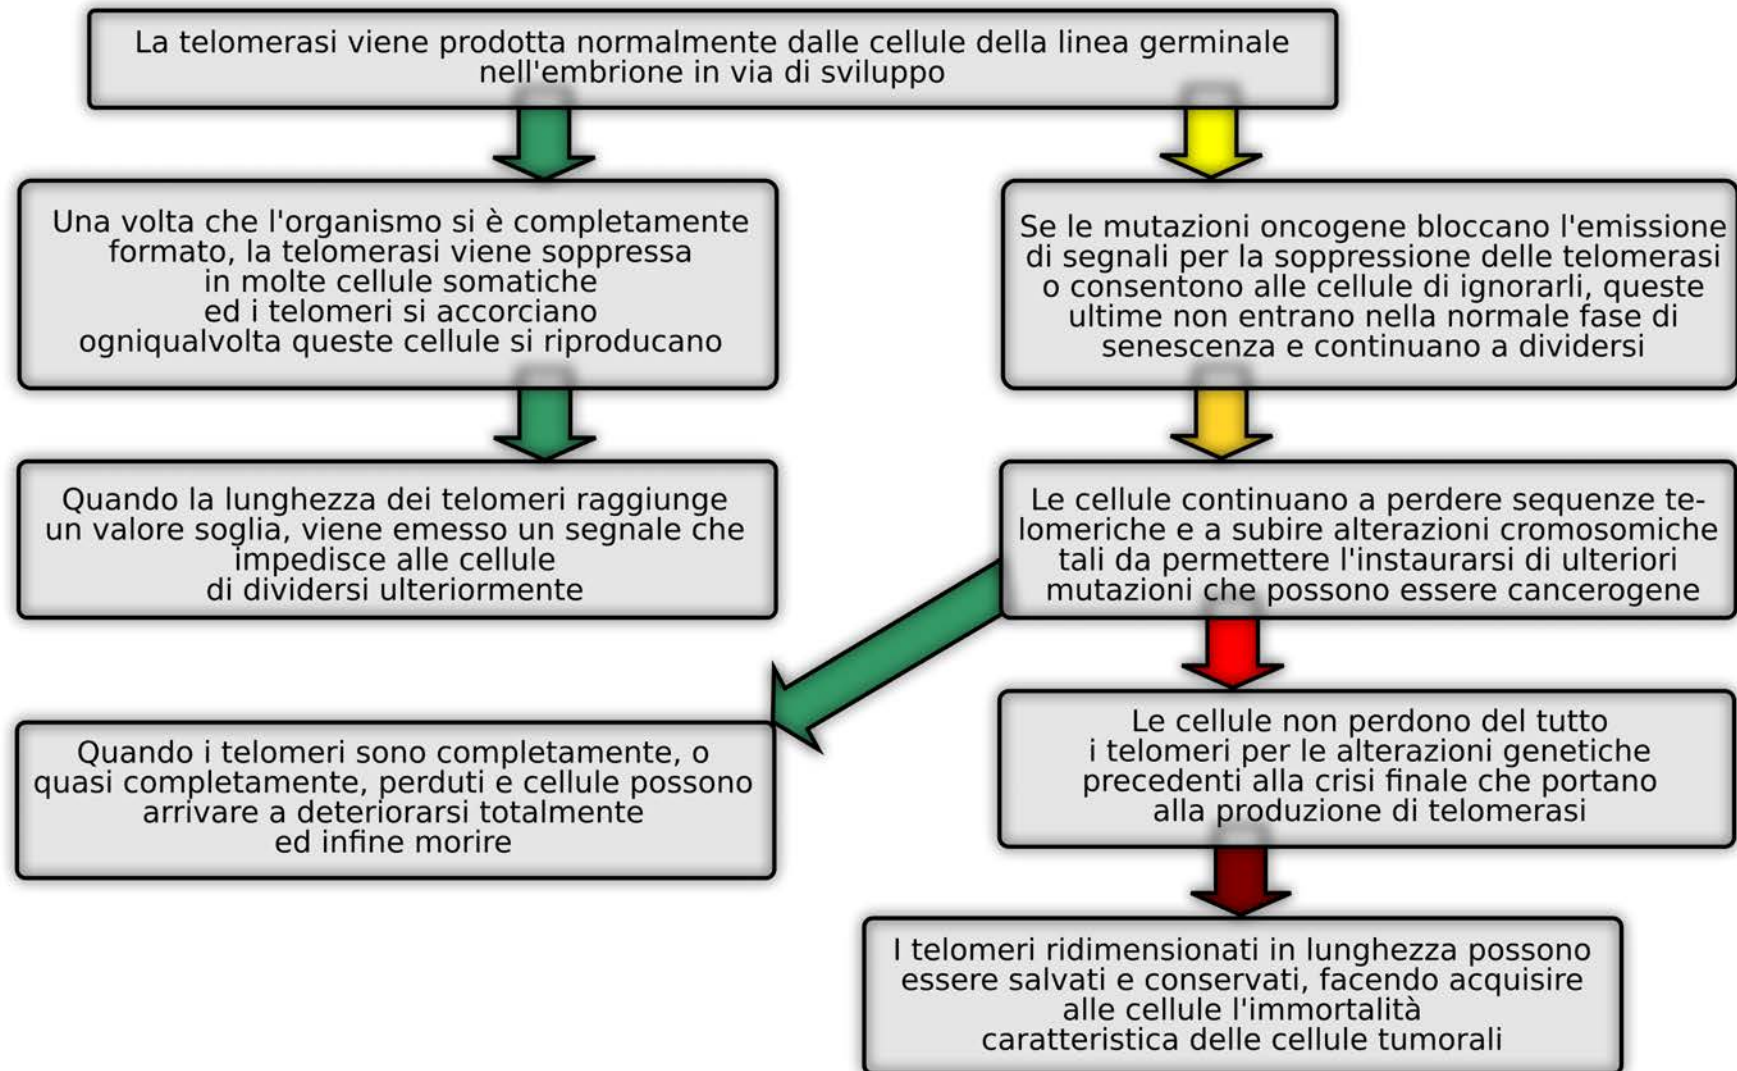 La telomerasi viene prodotta normalmente dalle cellule della linea germinale
nell'embrione in via di sviluppo
Una volta che l'organismo si è completamente
formato, la telomerasi viene soppressa
in molte cellule somatiche
ed i telomeri si accorciano
ogniqualvolta queste cellule si riproducano
Se le mutazioni oncogene bloccano l'emissione
di segnali per la soppressione delle telomerasi
o consentono alle cellule di ignorarli, queste
ultime non entrano nella normale fase di
senescenza e continuano a dividersi
Quando la lunghezza dei telomeri raggiunge
un valore soglia, viene emesso un segnale che
impedisce alle cellule
di dividersi ulteriormente
Le cellule continuano a perdere sequenze te-
lomeriche e a subire alterazioni cromosomiche
tali da permettere l'instaurarsi di ulteriori
mutazioni che possono essere cancerogene
Quando i telomeri sono completamente, o
quasi completamente, perduti e cellule possono
arrivare a deteriorarsi totalmente
ed infine morire
Le cellule non perdono del tutto
i telomeri per le alterazioni genetiche
precedenti alla crisi finale che portano
alla produzione di telomerasi
I telomeri ridimensionati in lunghezza possono
essere salvati e conservati, facendo acquisire
alle cellule l'immortalità
caratteristica delle cellule tumorali